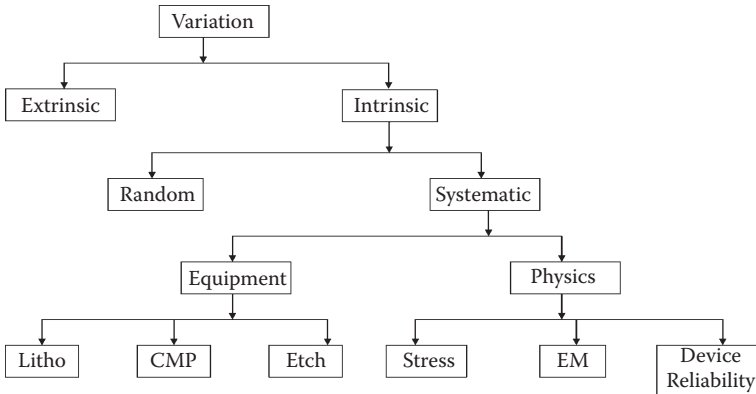 Variation
Extrinsic
Intrinsic
Random
Systematic
Equipment
Physics
Litho
CMP
Etch
Stress
EM
Device
Reliability